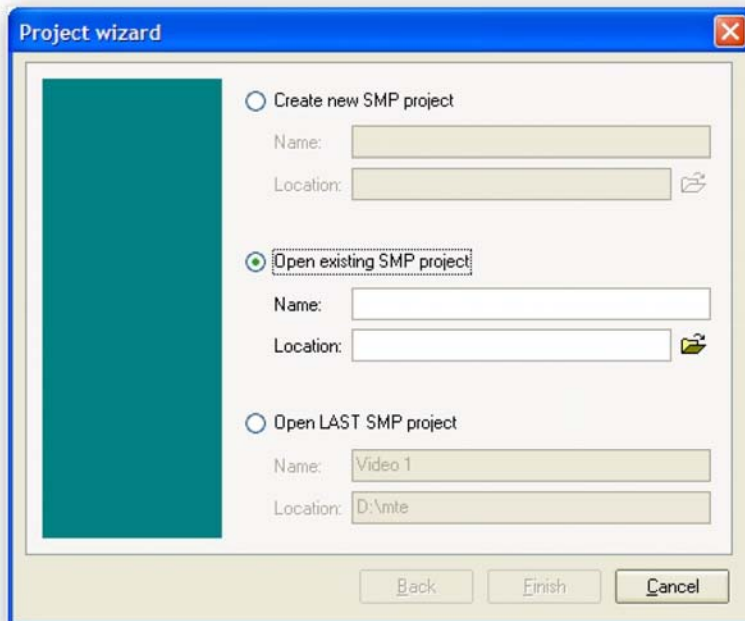 Project wizard
Create new SMP project
Name:
Location:
Open existing SMP project
Name:
Location:
Open LAST SMP project
Name: Video 1
Location: D:\mte
Back Finish Cancel